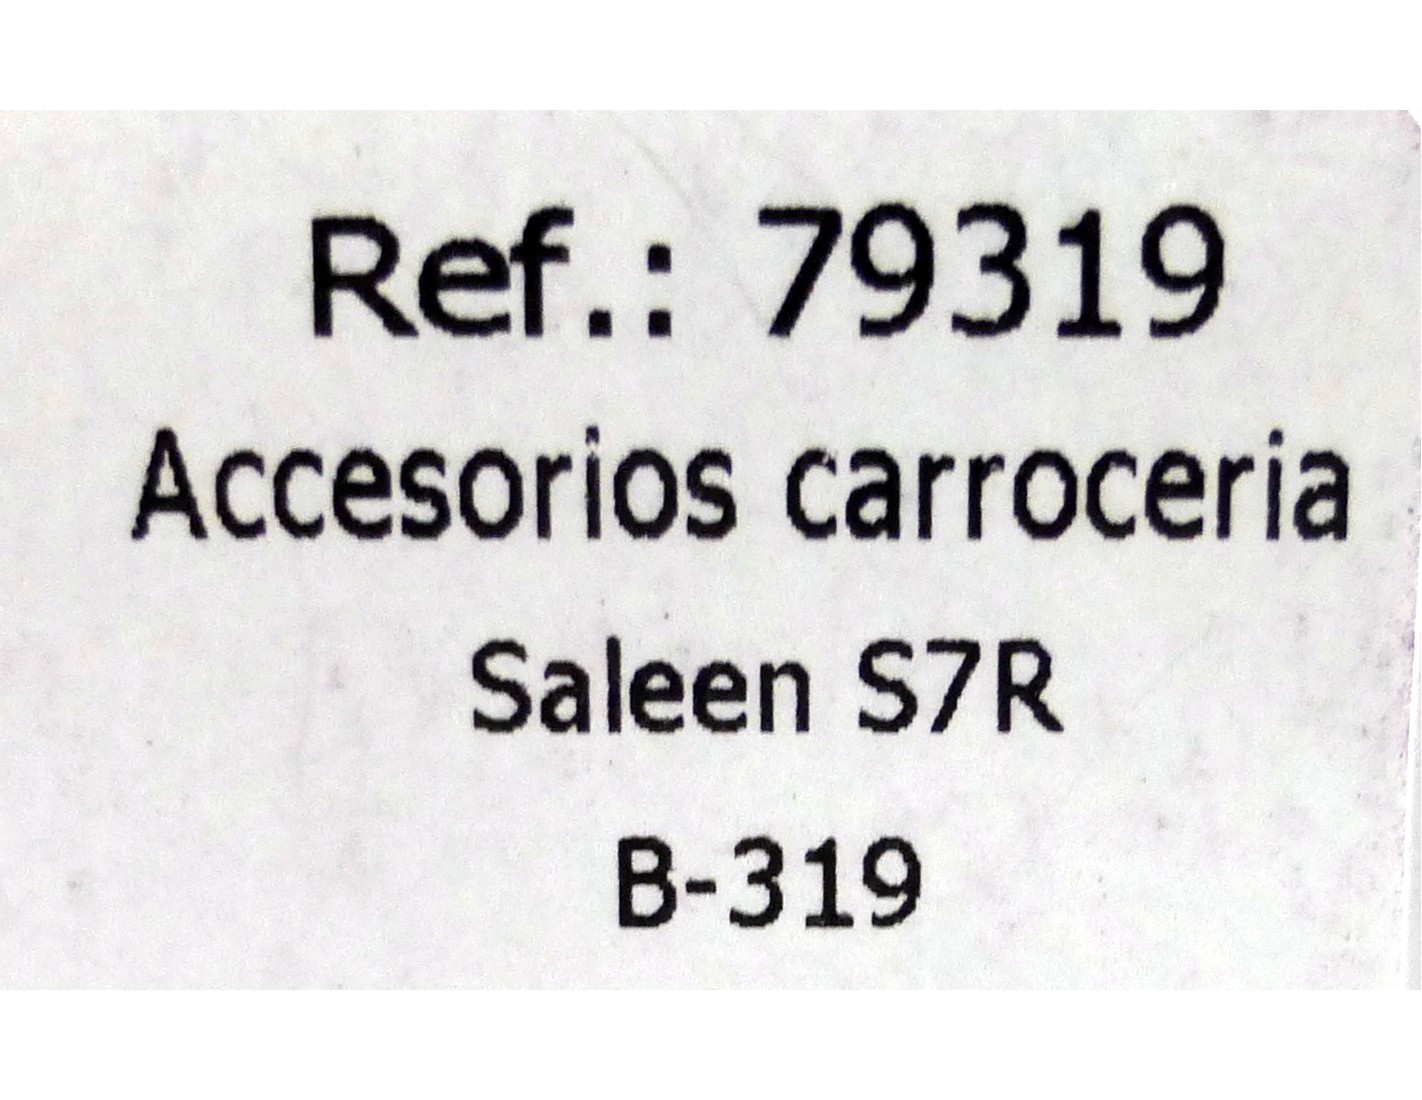 Ref.: 79319
Accesorios carroceria
Saleen S7R
B-319